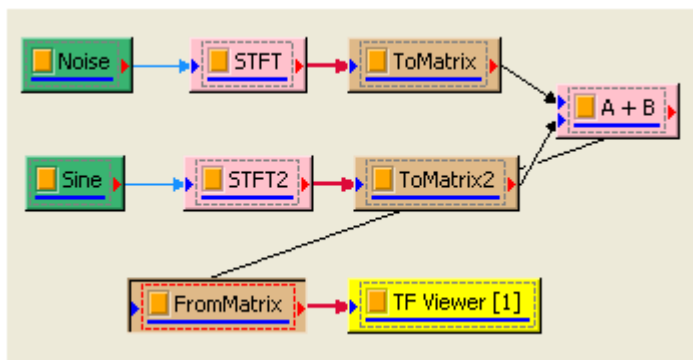 Noise
STFT
ToMatrix
A + B
Sine
STFT2
ToMatrix2
FromMatrix
TF Viewer [1]